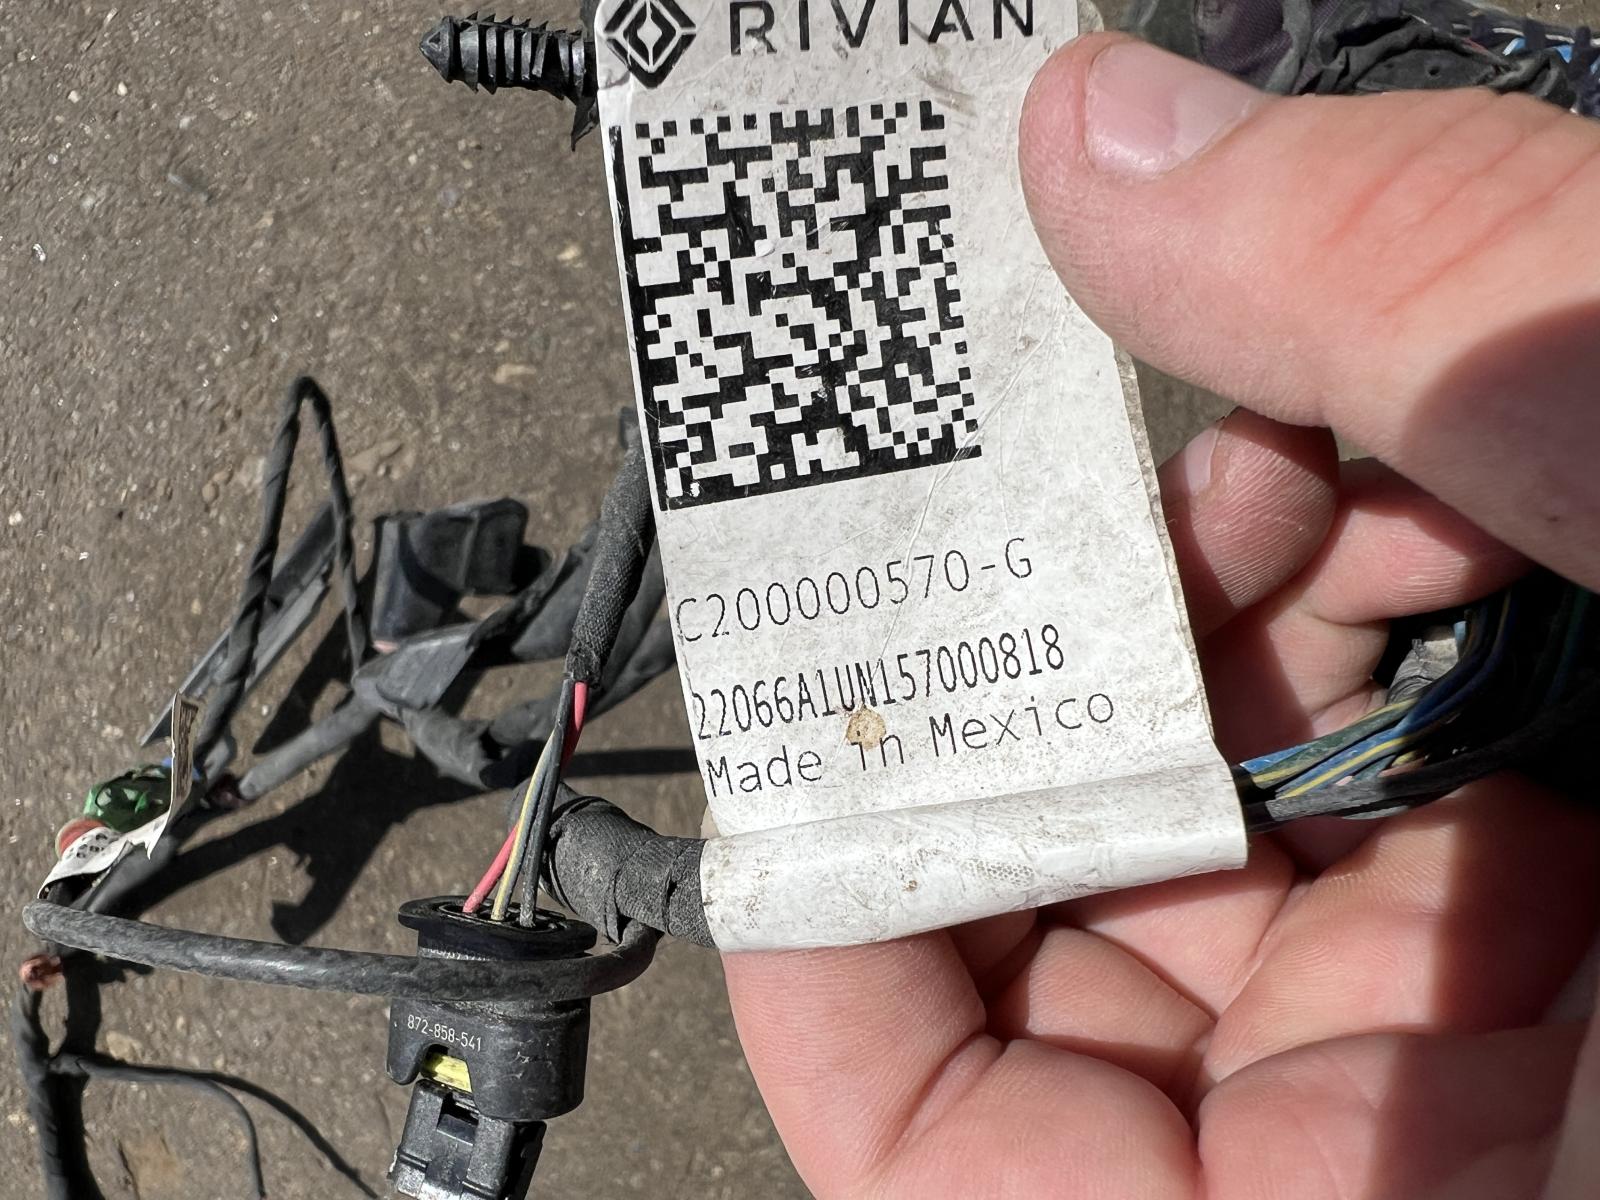 RIVIAN
C200000570-G
22066A1UN157000818
Made in Mexico
872-858-541